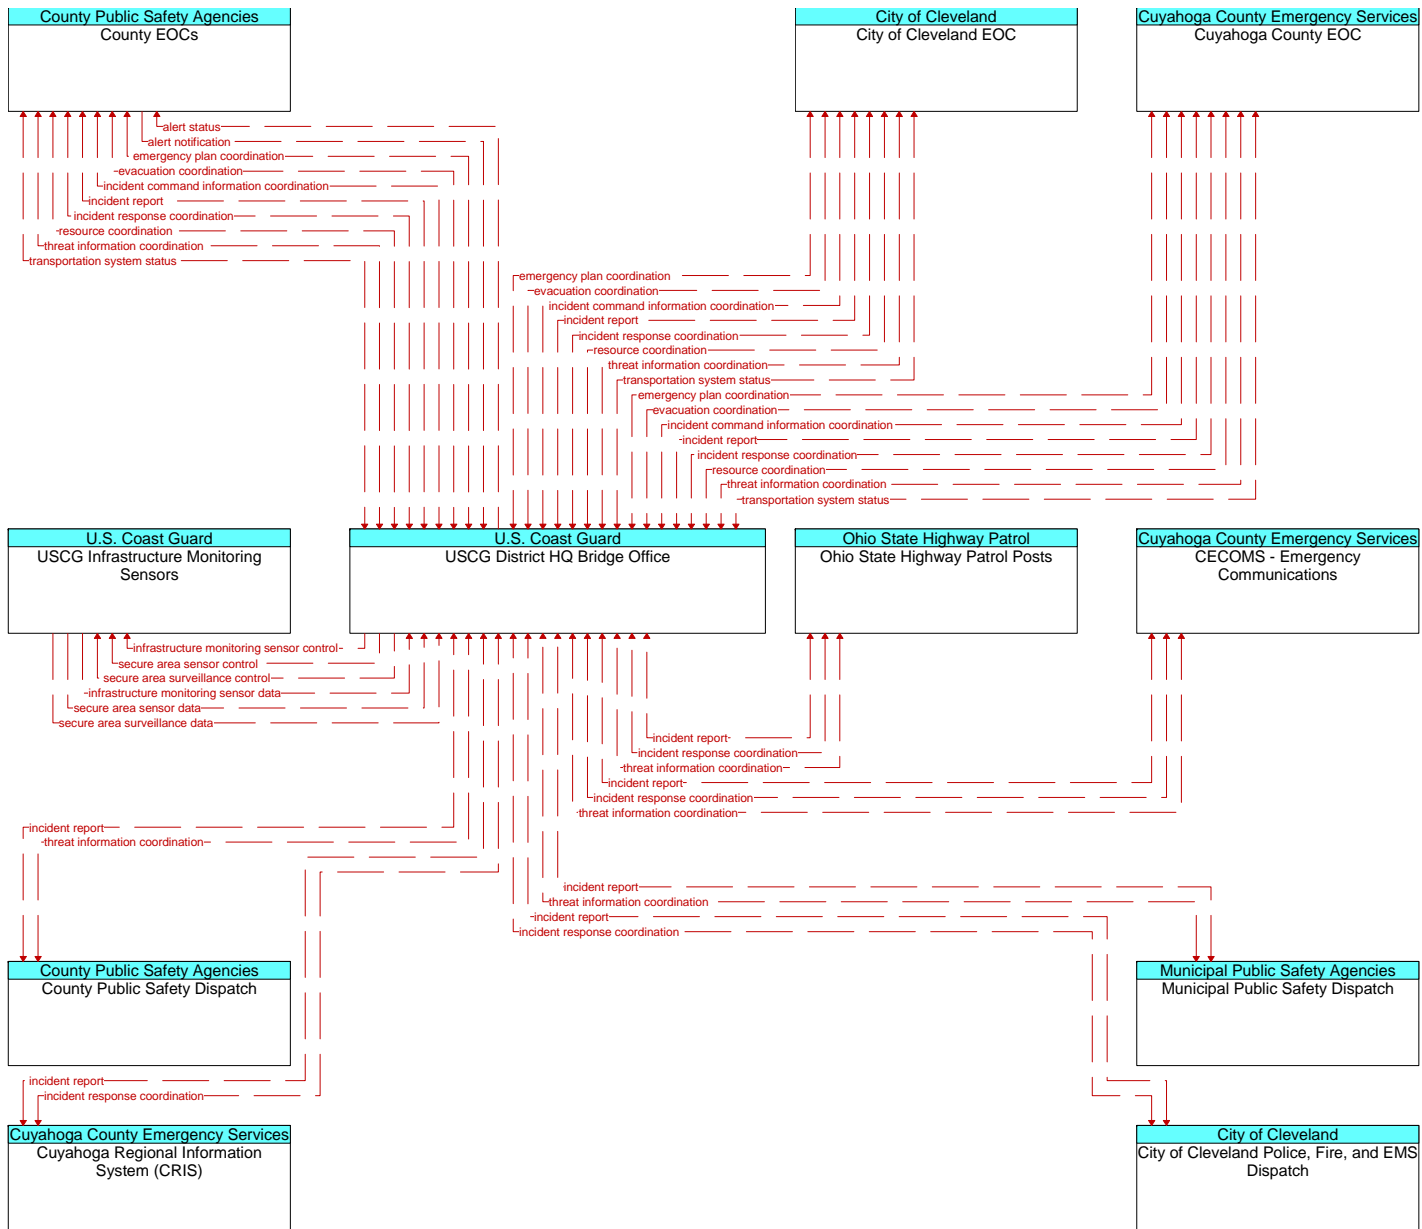 County Public Safety Agencies
County EOCs
City of Cleveland
City of Cleveland EOC
Cuyahoga County Emergency Services
Cuyahoga County EOC
alert status
alert notification
emergency plan coordination
evacuation coordination
incident command information coordination
incident report
incident response coordination
resource coordination
threat information coordination
transportation system status
emergency plan coordination
evacuation coordination
incident command information coordination
incident report
incident response coordination
resource coordination
threat information coordination
transportation system status
emergency plan coordination
evacuation coordination
incident command information coordination
incident report
incident response coordination
resource coordination
threat information coordination
transportation system status
U.S. Coast Guard
USCG Infrastructure Monitoring
Sensors
U.S. Coast Guard
USCG District HQ Bridge Office
Ohio State Highway Patrol
Ohio State Highway Patrol Posts
Cuyahoga County Emergency Services
CECOMS - Emergency
Communications
infrastructure monitoring sensor control
secure area sensor control
secure area surveillance control
infrastructure monitoring sensor data
secure area sensor data
secure area surveillance data
incident report
incident response coordination
threat information coordination
incident report
incident response coordination
threat information coordination
incident report
threat information coordination
incident report
threat information coordination
incident report
incident response coordination
County Public Safety Agencies
County Public Safety Dispatch
Municipal Public Safety Agencies
Municipal Public Safety Dispatch
incident report
incident response coordination
Cuyahoga County Emergency Services
Cuyahoga Regional Information
System (CRIS)
City of Cleveland
City of Cleveland Police, Fire, and EMS
Dispatch